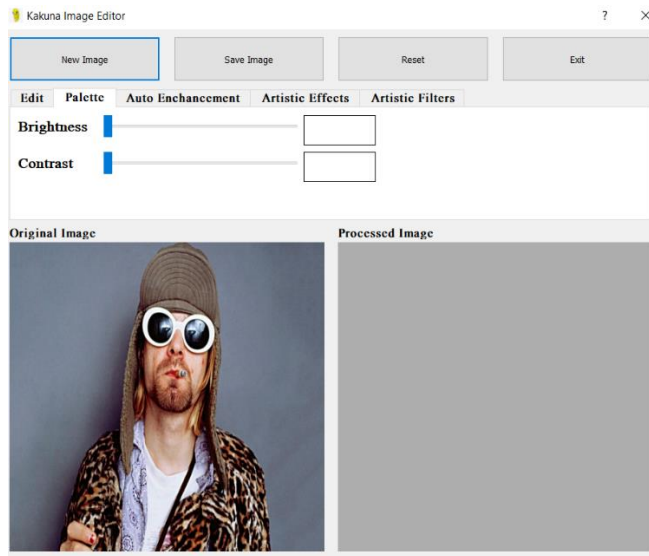 Kakuna Image Editor
New Image Save Image Reset Exit
Edit Palette Auto Enchancement Artistic Effects Artistic Filters
Brightness
Contrast
Original Image Processed Image